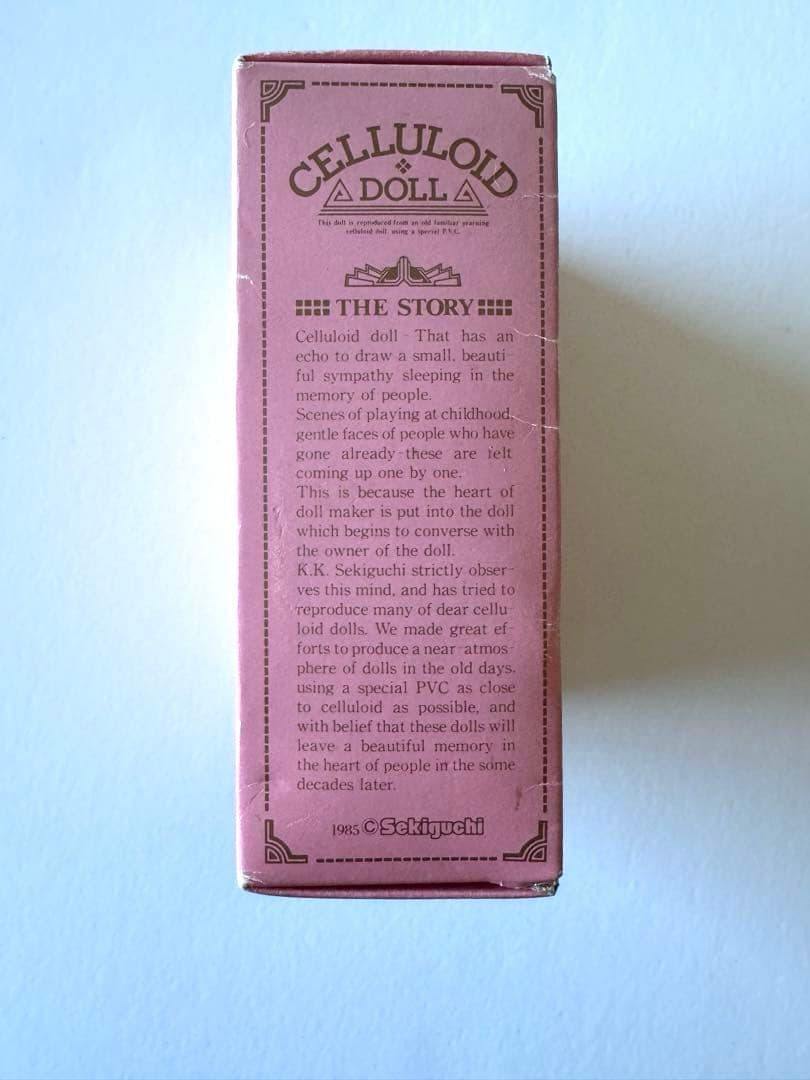 CELLULOID
DOLL
This doll is reproduced from an old familiar yearning
celluloid doll, using a special P.V.C.
THE STORY
Celluloid doll - That has an
echo to draw a small, beauti-
ful sympathy sleeping in the
memory of people.
Scenes of playing at childhood,
gentle faces of people who have
gone already-these are felt
coming up one by one.
This is because the heart of
doll maker is put into the doll
which begins to converse with
the owner of the doll.
K.K. Sekiguchi strictly obser-
ves this mind, and has tried to
reproduce many of dear cellu-
loid dolls. We made great ef-
forts to produce a near-atmos-
phere of dolls in the old days,
using a special PVC as close
to celluloid as possible, and
with belief that these dolls will
leave a beautiful memory in
the heart of people in the some
decades later.
1985 © Sekiguchi